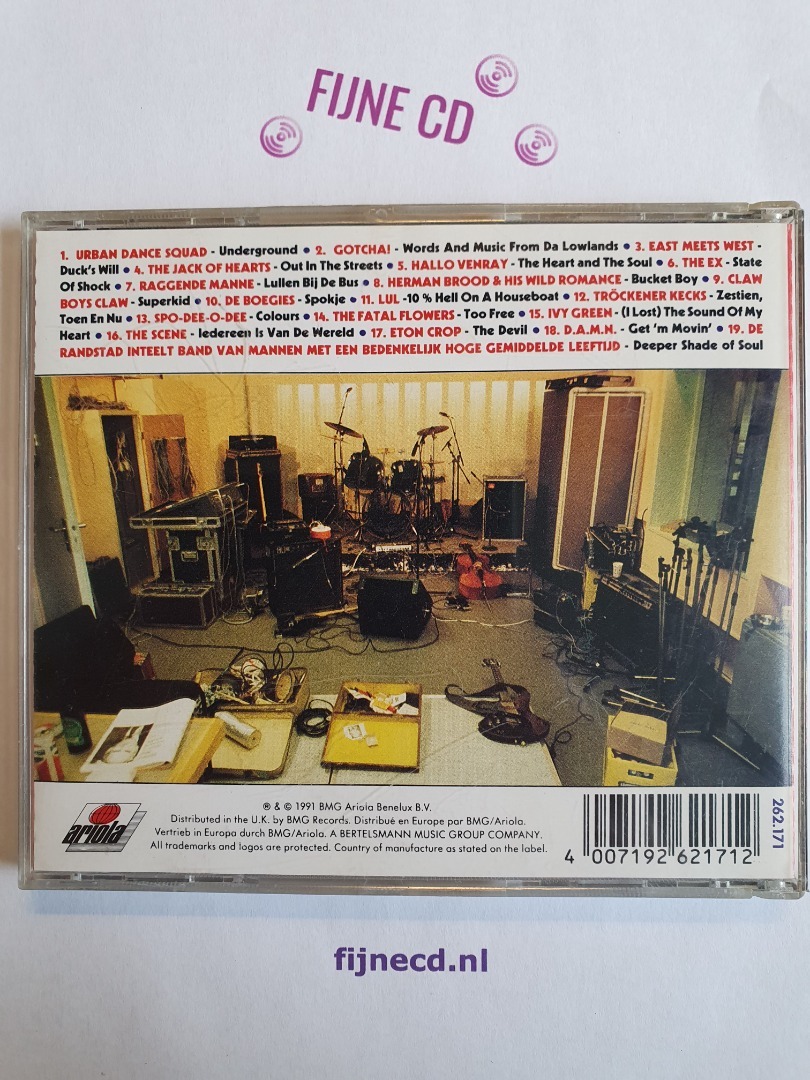 FIJNE CD
1. URBAN DANCE SQUAD - Underground • 2. GOTCHA! - Words And Music From Da Lowlands • 3. EAST MEETS WEST -
Duck's Will • 4. THE JACK OF HEARTS - Out In The Streets • 5. HALLO VENRAY - The Heart and The Soul • 6. THE EX - State
Of Shock • 7. RAGGENDE MANNE - Lullen Bij De Bus • 8. HERMAN BROOD & HIS WILD ROMANCE - Bucket Boy • 9. CLAW
BOYS CLAW - Superkid • 10. DE BOEGIES - Spokje • 11. LUL -10 % Hell On A Houseboat • 12. TRÖCKENER KECKS - Zestien,
Toen En Nu • 13. SPO-DEE-O-DEE - Colours • 14. THE FATAL FLOWERS - Too Free • 15. IVY GREEN - (I Lost) The Sound Of My
Heart • 16. THE SCENE - Iedereen Is Van De Wereld • 17. ETON CROP - The Devil • 18. D.A.M.N. - Get 'm Movin' • 19. DE
RANDSTAD INTEELT BAND VAN MANNEN MET EEN BEDENKELIJK HOGE GEMIDDELDE LEEFTIJD - Deeper Shade of Soul
ariola
℗ & © 1991 BMG Ariola Benelux B.V.
Distributed in the U.K. by BMG Records. Distribué en Europe par BMG/Ariola.
Vertrieb in Europa durch BMG/Ariola. A BERTELSMANN MUSIC GROUP COMPANY.
All trademarks and logos are protected. Country of manufacture as stated on the label.
4 007192 621712
262.171
fijnecd.nl